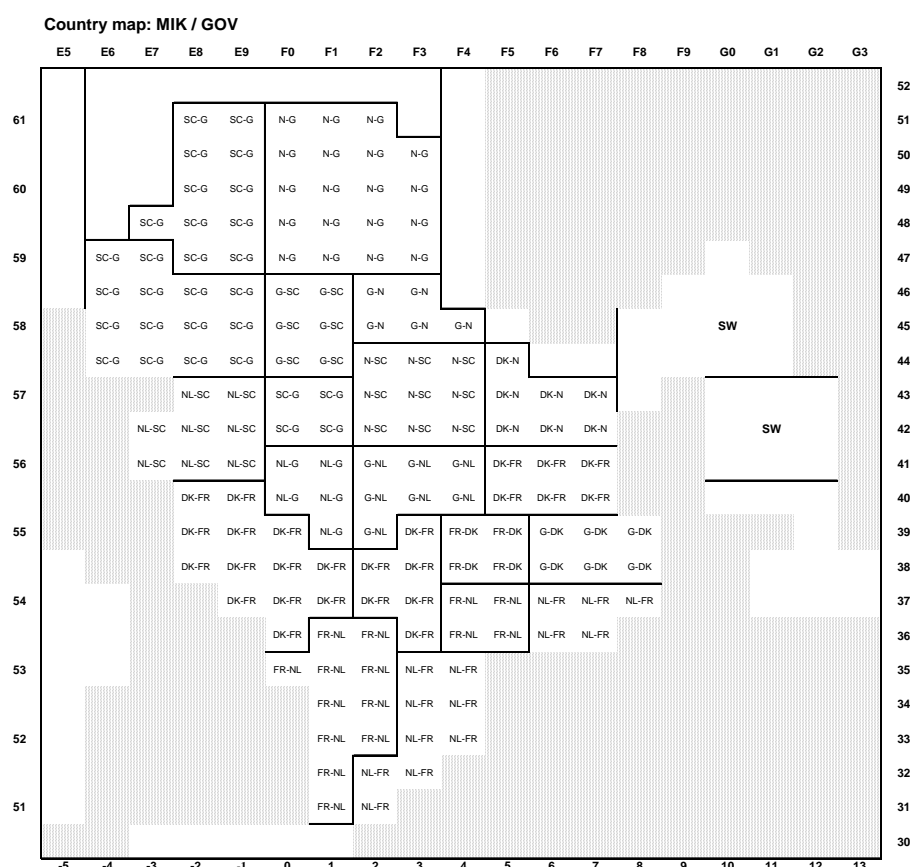 Country map: MIK / GOV
E5 E6 E7 E8 E9 F0 F1 F2 F3 F4 F5 F6 F7 F8 F9 G0 G1 G2 G3
52
61 SC-G SC-G N-G N-G N-G 51
SC-G SC-G N-G N-G N-G N-G 50
60 SC-G SC-G N-G N-G N-G N-G 49
SC-G SC-G SC-G N-G N-G N-G N-G 48
59 SC-G SC-G SC-G SC-G N-G N-G N-G N-G 47
SC-G SC-G SC-G SC-G G-SC G-SC G-N G-N 46
58 SC-G SC-G SC-G SC-G G-SC G-SC G-N G-N G-N SW 45
SC-G SC-G SC-G SC-G G-SC G-SC N-SC N-SC N-SC DK-N 44
57 NL-SC NL-SC SC-G SC-G N-SC N-SC N-SC DK-N DK-N DK-N 43
NL-SC NL-SC NL-SC SC-G SC-G N-SC N-SC N-SC DK-N DK-N DK-N SW 42
56 NL-SC NL-SC NL-SC NL-G NL-G G-NL G-NL G-NL DK-FR DK-FR DK-FR 41
DK-FR DK-FR NL-G NL-G G-NL G-NL G-NL DK-FR DK-FR DK-FR 40
55 DK-FR DK-FR DK-FR NL-G G-NL DK-FR FR-DK FR-DK G-DK G-DK G-DK 39
DK-FR DK-FR DK-FR DK-FR DK-FR DK-FR FR-DK FR-DK G-DK G-DK G-DK 38
54 DK-FR DK-FR DK-FR DK-FR DK-FR FR-NL FR-NL NL-FR NL-FR NL-FR 37
DK-FR FR-NL FR-NL DK-FR FR-NL FR-NL NL-FR NL-FR 36
53 FR-NL FR-NL FR-NL NL-FR NL-FR 35
FR-NL FR-NL NL-FR NL-FR 34
52 FR-NL FR-NL NL-FR NL-FR 33
FR-NL NL-FR NL-FR 32
51 FR-NL NL-FR 31
30
-5 -4 -3 -2 -1 0 1 2 3 4 5 6 7 8 9 10 11 12 13